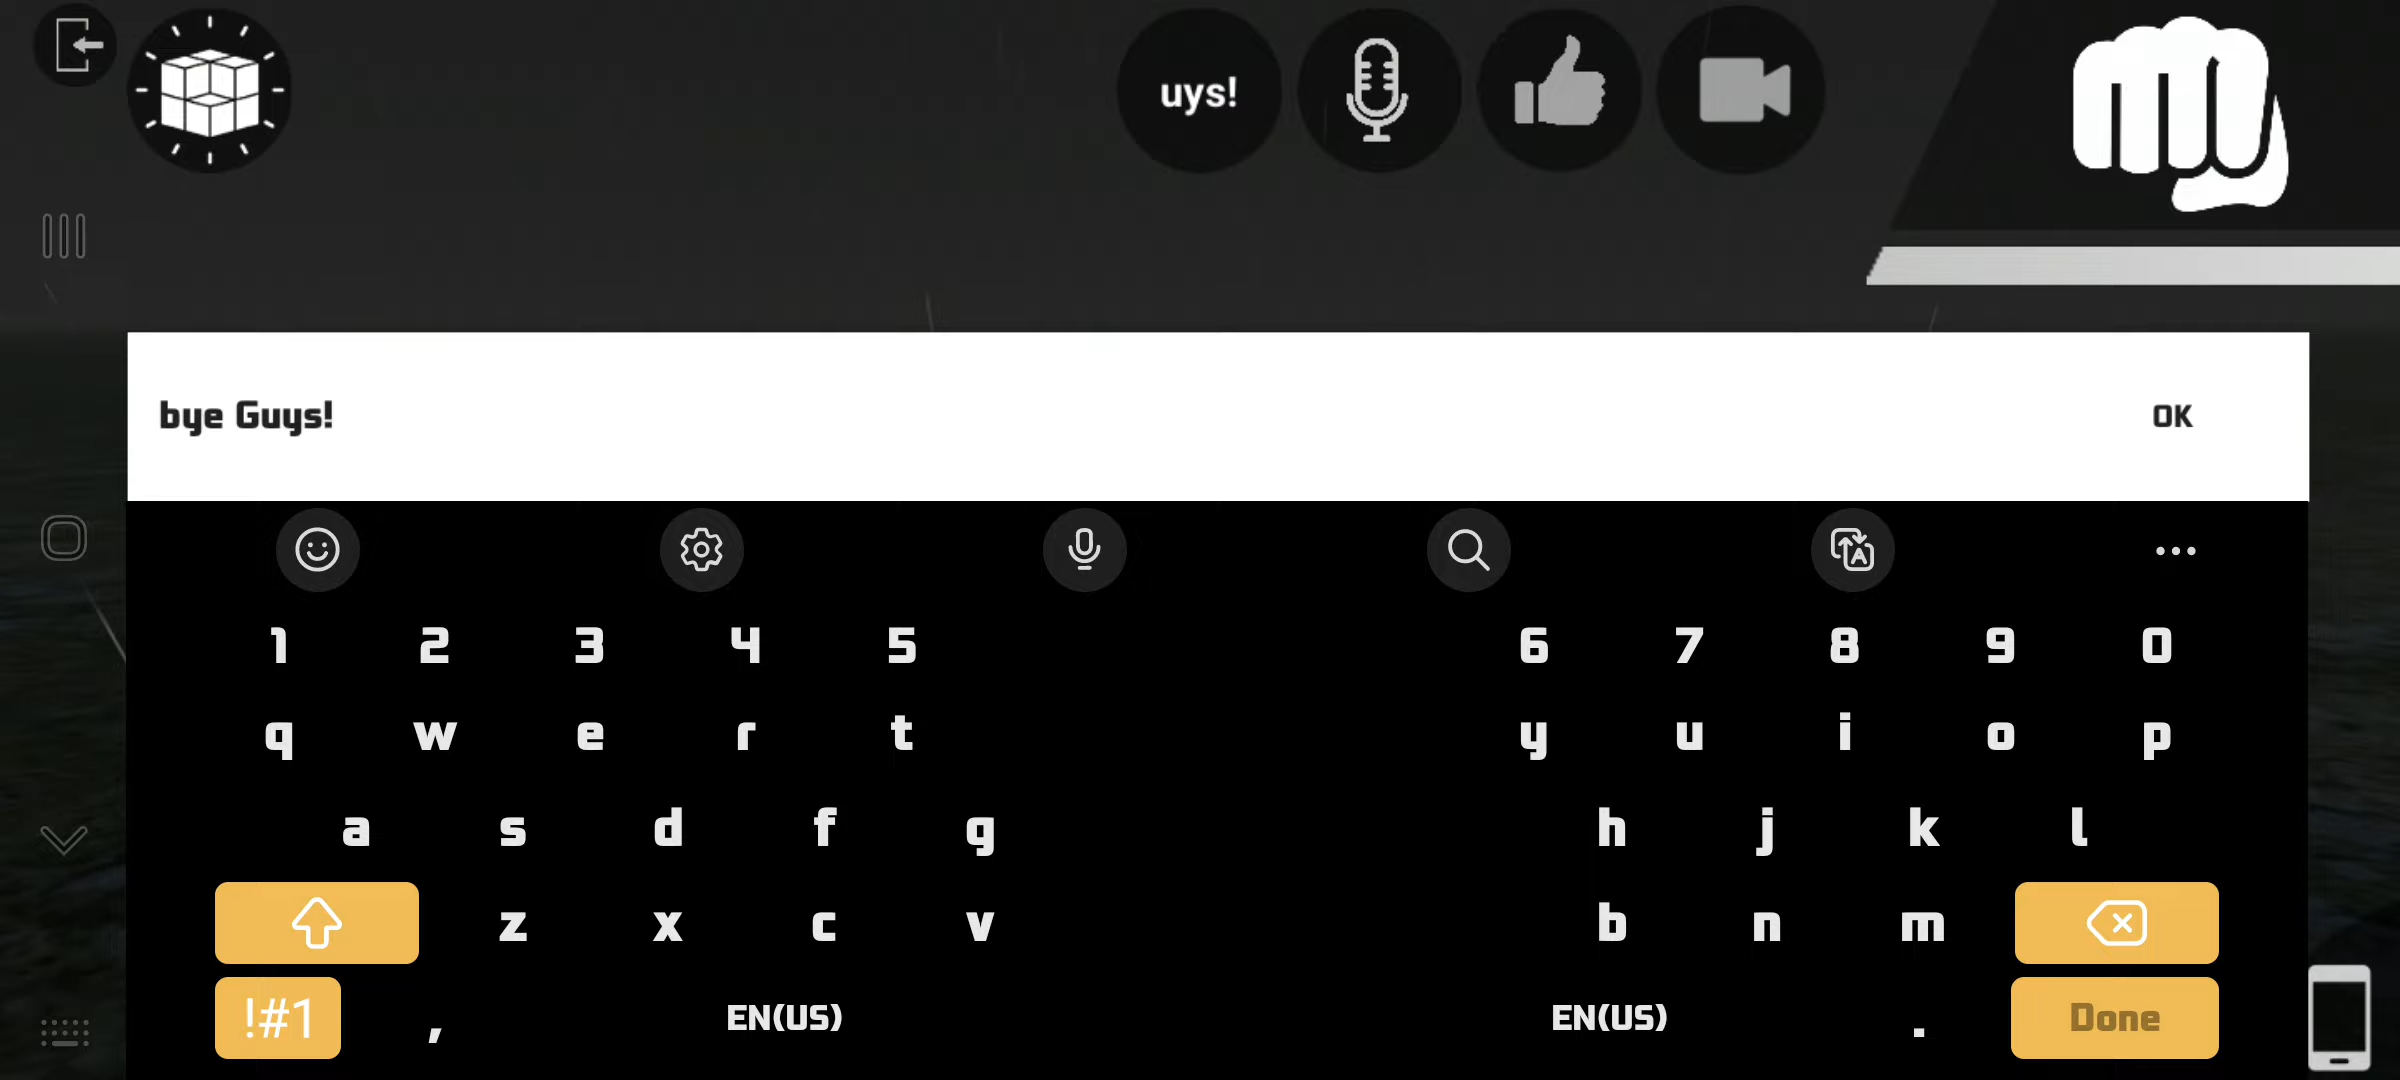 uys!
bye Guys!
OK
1 2 3 4 5 6 7 8 9 0
q w e r t y u i o p
a s d f g h j k l
z x c v b n m
!#1 , EN(US) EN(US) . Done